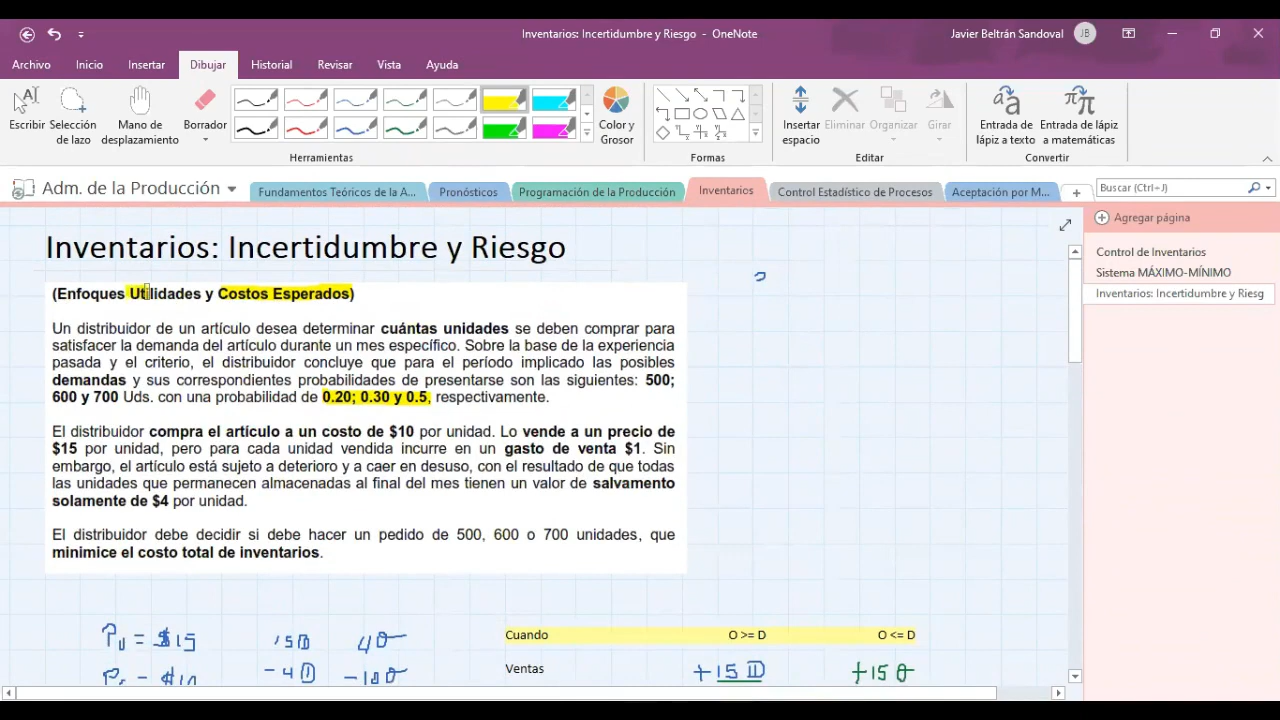 Inventarios: Incertidumbre y Riesgo - OneNote
Javier Beltrán Sandoval
JB
Archivo Inicio Insertar Dibujar Historial Revisar Vista Ayuda
Escribir Selección de lazo Mano de desplazamiento Borrador Color y Grosor Insertar espacio Eliminar Organizar Girar Entrada de lápiz a texto Entrada de lápiz a matemáticas
Herramientas Formas Editar Convertir
Adm. de la Producción Fundamentos Teóricos de la A... Pronósticos Programación de la Producción Inventarios Control Estadístico de Procesos Aceptación por M... Buscar (Ctrl+J)
Agregar página
Control de Inventarios
Sistema MÁXIMO-MÍNIMO
Inventarios: Incertidumbre y Riesg
Inventarios: Incertidumbre y Riesgo
(Enfoques Utilidades y Costos Esperados)
Un distribuidor de un artículo desea determinar cuántas unidades se deben comprar para
satisfacer la demanda del artículo durante un mes específico. Sobre la base de la experiencia
pasada y el criterio, el distribuidor concluye que para el período implicado las posibles
demandas y sus correspondientes probabilidades de presentarse son las siguientes: 500;
600 y 700 Uds. con una probabilidad de 0.20; 0.30 y 0.5, respectivamente.
El distribuidor compra el artículo a un costo de $10 por unidad. Lo vende a un precio de
$15 por unidad, pero para cada unidad vendida incurre en un gasto de venta $1. Sin
embargo, el artículo está sujeto a deterioro y a caer en desuso, con el resultado de que todas
las unidades que permanecen almacenadas al final del mes tienen un valor de salvamento
solamente de $4 por unidad.
El distribuidor debe decidir si debe hacer un pedido de 500, 600 o 700 unidades, que
minimice el costo total de inventarios.
= $15 15D 40
Cuando O >= D O <= D
Ventas +15 D +15 O
- $10 - 4D -10O